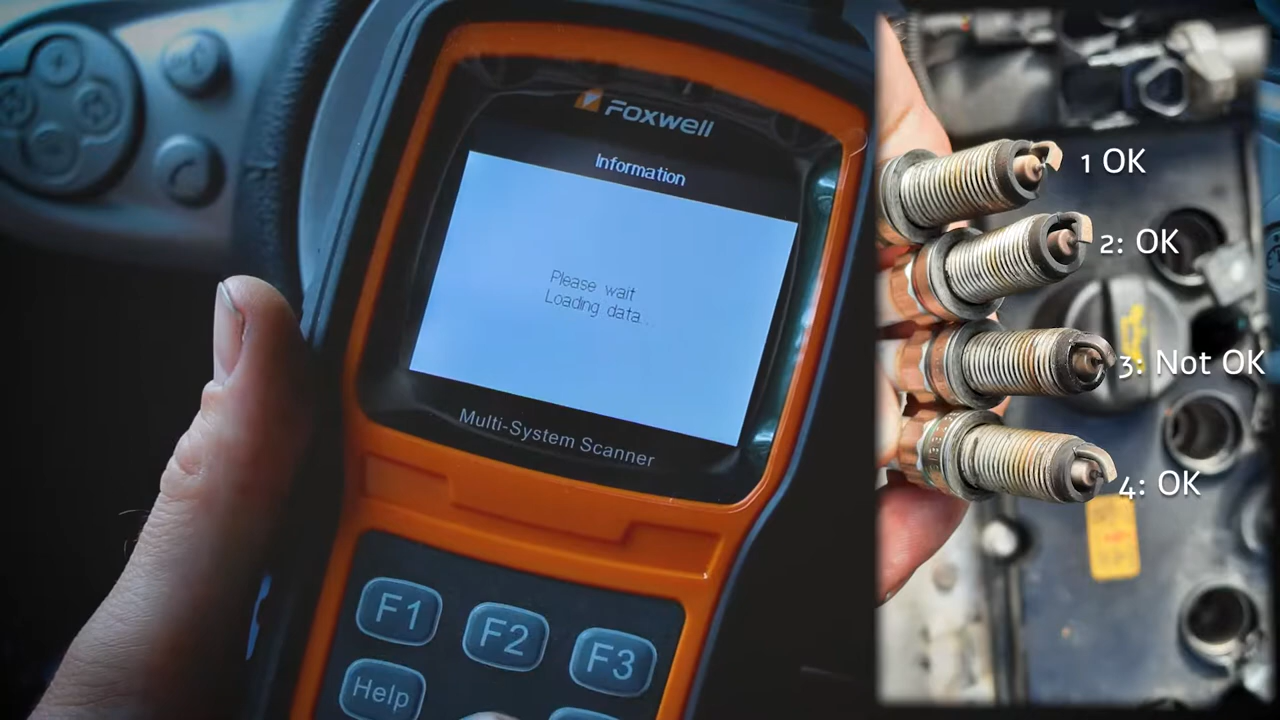 Foxwell
Information
Please wait
Loading data..
Multi-System Scanner
F1
F2
F3
Help
1 OK
2: OK
3: Not OK
4: OK